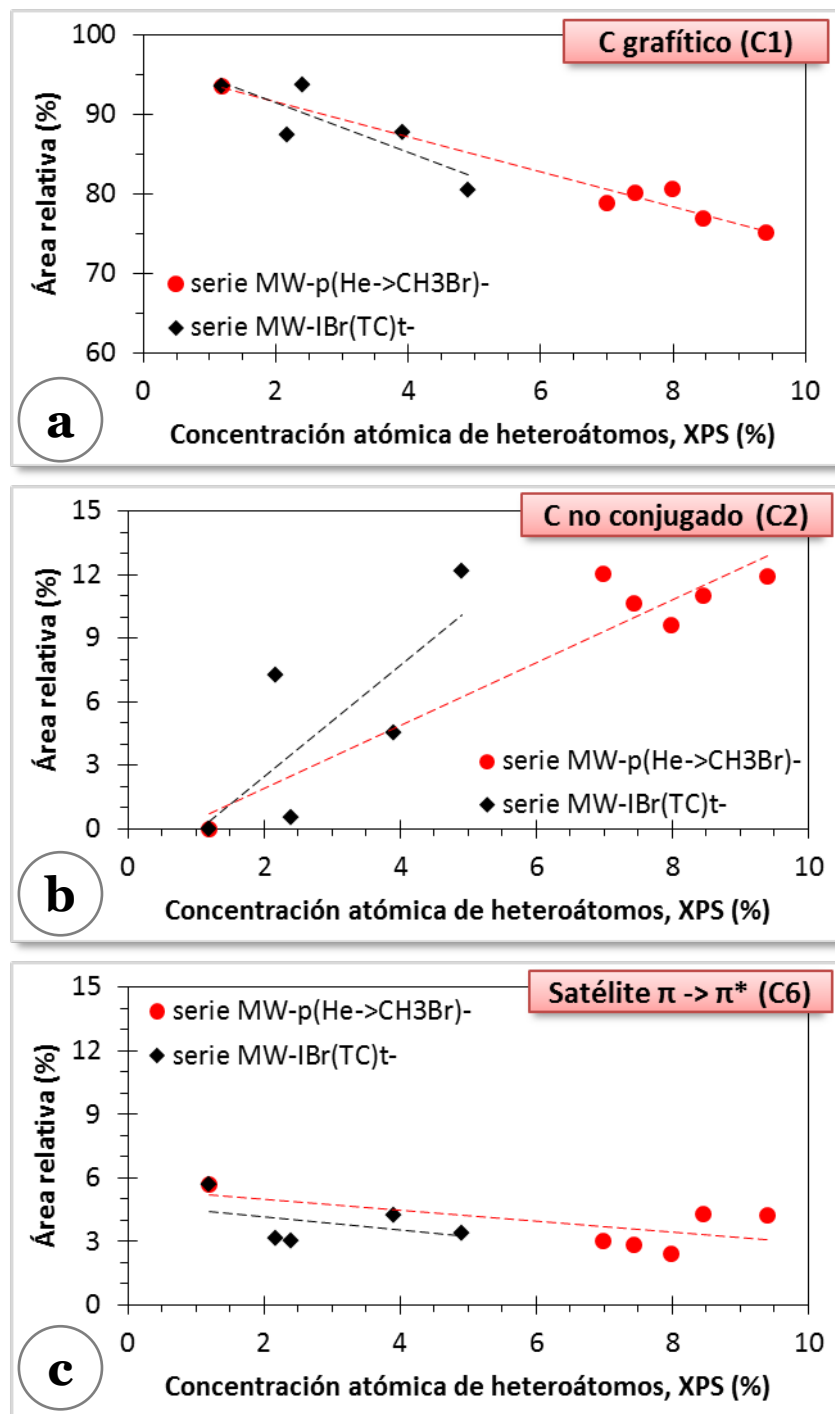 C grafítico (C1)
100
90
80
70
60
Área relativa (%)
serie MW-p(He->CH3Br)-
serie MW-IBr(TC)t-
0 2 4 6 8 10
Concentración atómica de heteroátomos, XPS (%)
a
C no conjugado (C2)
15
12
9
6
3
0
Área relativa (%)
serie MW-p(He->CH3Br)-
serie MW-IBr(TC)t-
0 2 4 6 8 10
Concentración atómica de heteroátomos, XPS (%)
b
Satélite π -> π* (C6)
15
12
9
6
3
0
Área relativa (%)
serie MW-p(He->CH3Br)-
serie MW-IBr(TC)t-
0 2 4 6 8 10
Concentración atómica de heteroátomos, XPS (%)
c